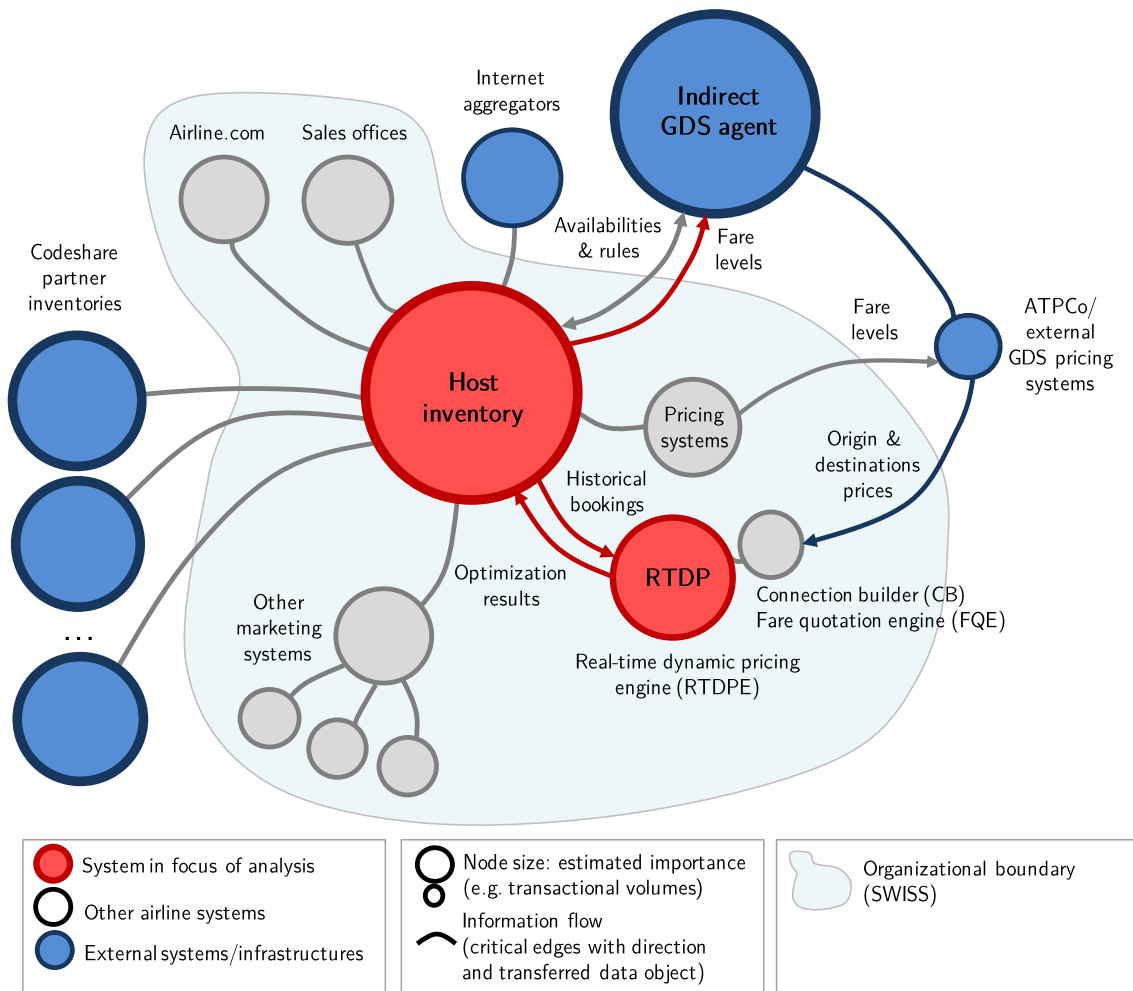 Internet
aggregators
Indirect
GDS agent
Airline.com
Sales offices
Availabilities
& rules
Fare
levels
Codeshare
partner
inventories
Fare
levels
ATPCo/
external
GDS pricing
systems
Host
inventory
Pricing
systems
Origin &
destinations
prices
Historical
bookings
Optimization
results
RTDP
Connection builder (CB)
Fare quotation engine (FQE)
Other
marketing
systems
...
Real-time dynamic pricing
engine (RTDPE)
System in focus of analysis
Other airline systems
External systems/infrastructures
Node size: estimated importance
(e.g. transactional volumes)
Information flow
(critical edges with direction
and transferred data object)
Organizational boundary
(SWISS)